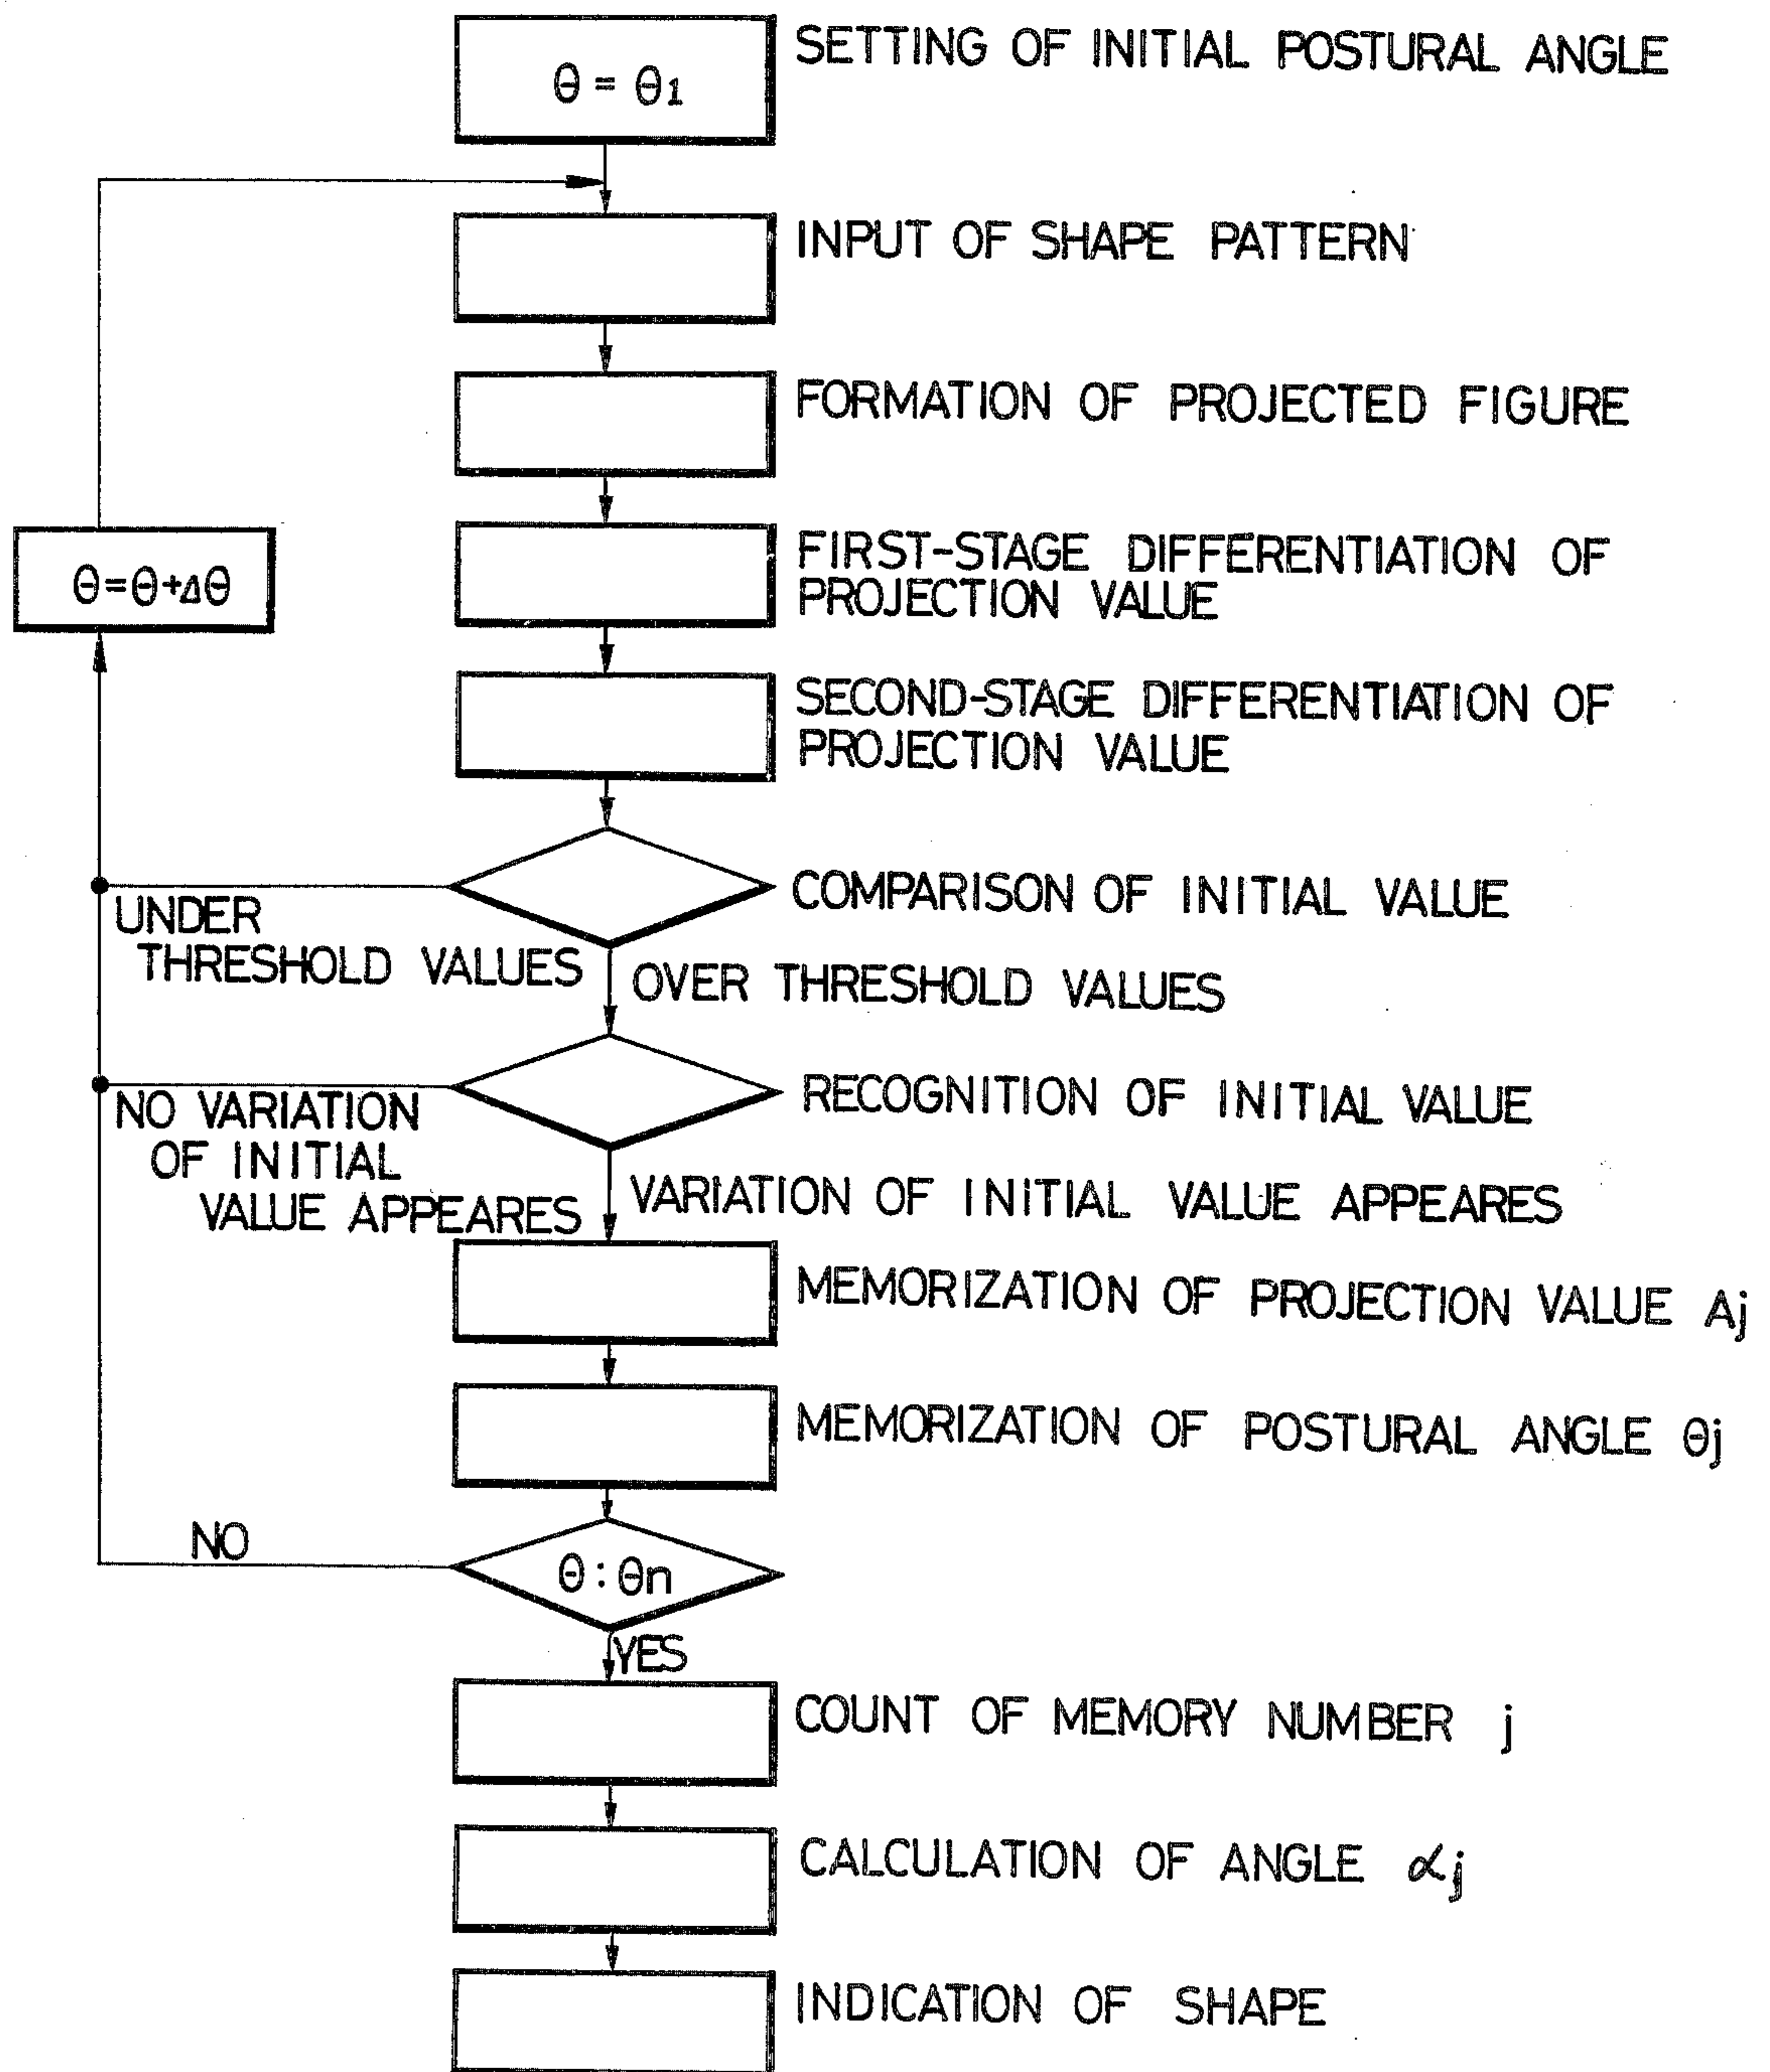 SETTING OF INITIAL POSTURAL ANGLE
θ = θ1
INPUT OF SHAPE PATTERN
FORMATION OF PROJECTED FIGURE
FIRST-STAGE DIFFERENTIATION OF
PROJECTION VALUE
θ=θ+Δθ
SECOND-STAGE DIFFERENTIATION OF
PROJECTION VALUE
COMPARISON OF INITIAL VALUE
UNDER
THRESHOLD VALUES
OVER THRESHOLD VALUES
RECOGNITION OF INITIAL VALUE
NO VARIATION
OF INITIAL
VALUE APPEARES
VARIATION OF INITIAL VALUE APPEARES
MEMORIZATION OF PROJECTION VALUE Aj
MEMORIZATION OF POSTURAL ANGLE θj
NO
θ : θn
YES
COUNT OF MEMORY NUMBER j
CALCULATION OF ANGLE αj
INDICATION OF SHAPE